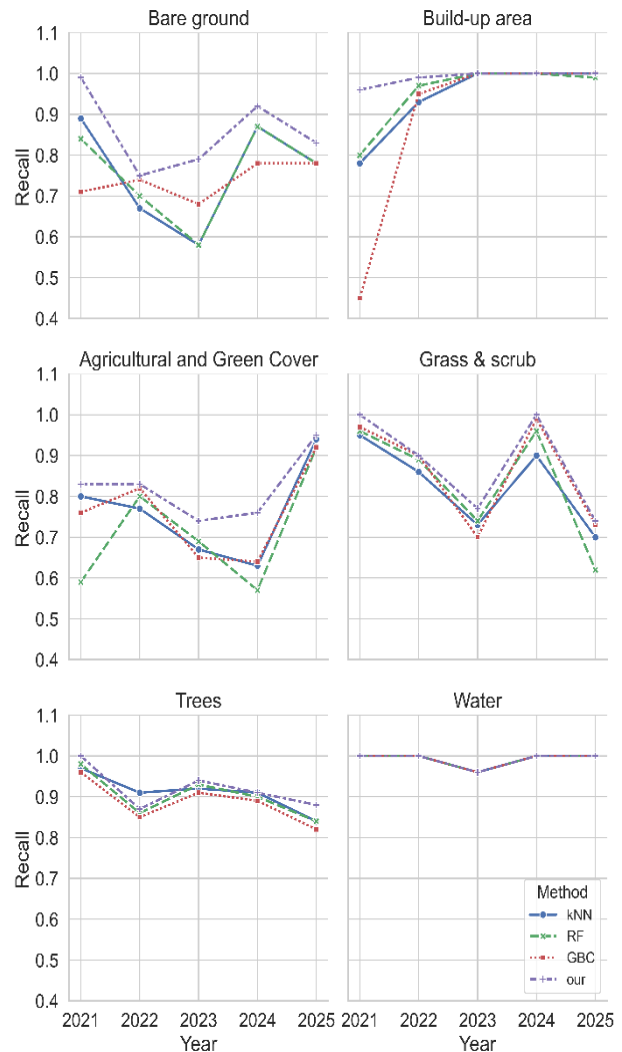 Bare ground
Build-up area
1.1
1.0
0.9
0.8
0.7
0.6
0.5
0.4
Recall
Agricultural and Green Cover
Grass & scrub
1.1
1.0
0.9
0.8
0.7
0.6
0.5
0.4
Recall
Trees
Water
1.1
1.0
0.9
0.8
0.7
0.6
0.5
0.4
Recall
Method
kNN
RF
GBC
our
2021 2022 2023 2024 2025
Year
2021 2022 2023 2024 2025
Year